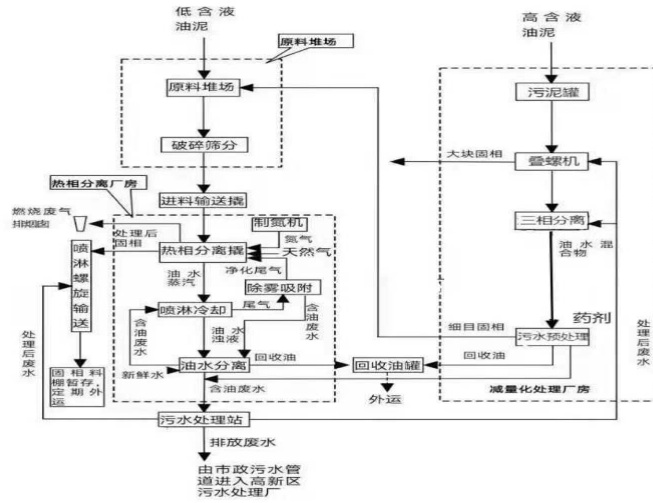 低含液
油泥
高含液
油泥
原料堆场
原料堆场
污泥罐
破碎筛分
大块固相
叠螺机
热相分离厂房
进料输送撬
燃烧废气
排烟囱
处理后
固相
制氮机
氮气
三相分离
热相分离撬
天然气
油水混
合物
喷淋螺旋输送
油水
蒸汽
净化尾气
除雾吸附
喷淋冷却
尾气
含油废水
药剂
处理后废水
含油废水
油水
浊液
细目固相
污水预处理
处理后废水
油水分离
回收油
回收油罐
回收油
新鲜水
固相料
棚暂存,
定期外
运
含油废水
外运
减量化处理厂房
污水处理站
排放废水
由市政污水管
道进入高新区
污水处理厂